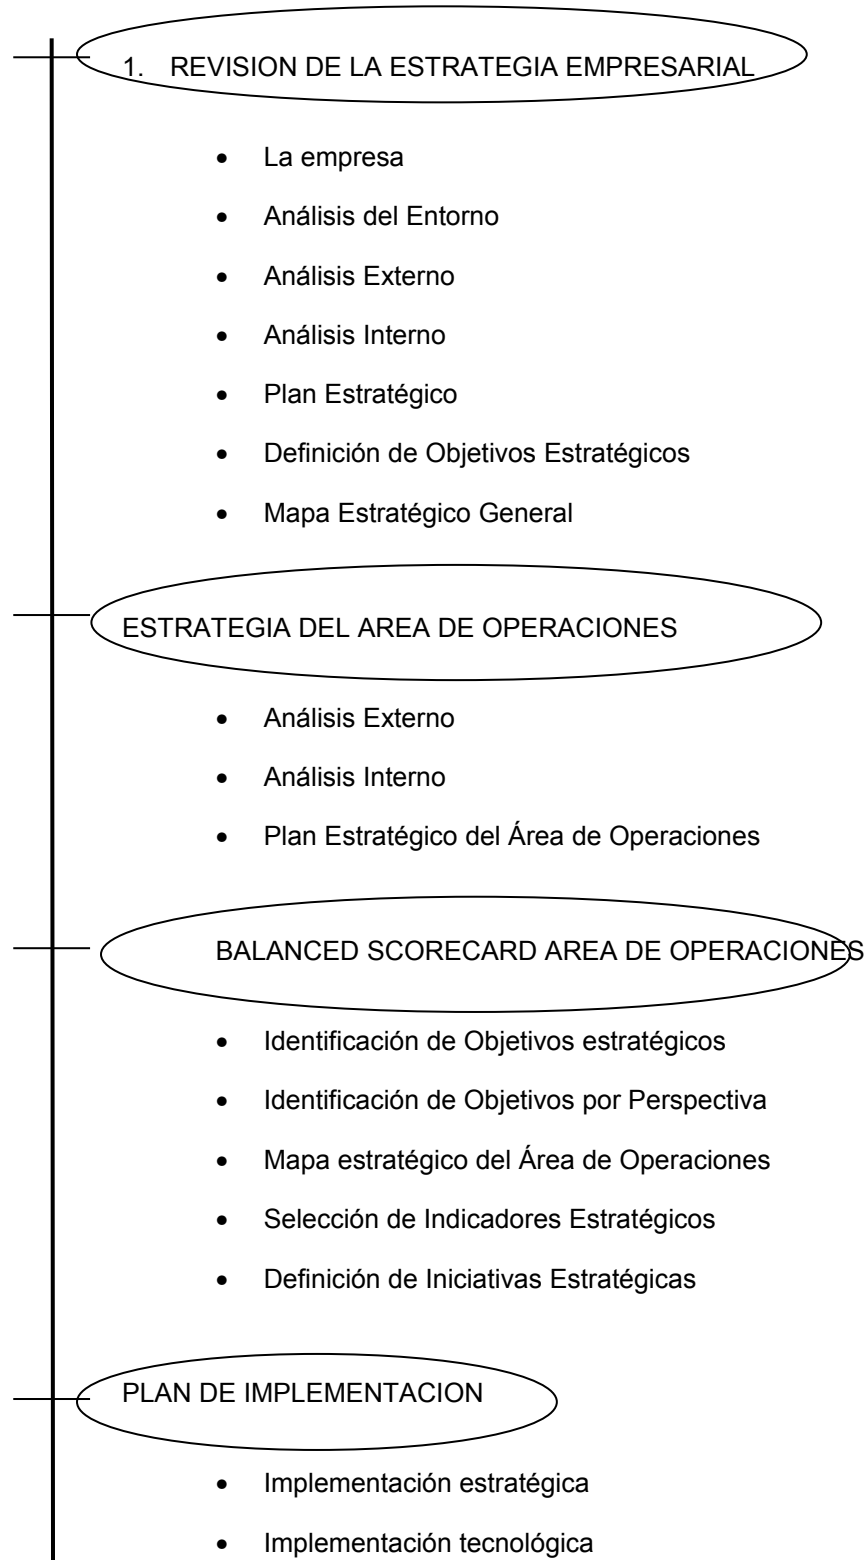 1. REVISION DE LA ESTRATEGIA EMPRESARIAL
• La empresa
• Análisis del Entorno
• Análisis Externo
• Análisis Interno
• Plan Estratégico
• Definición de Objetivos Estratégicos
• Mapa Estratégico General
ESTRATEGIA DEL AREA DE OPERACIONES
• Análisis Externo
• Análisis Interno
• Plan Estratégico del Área de Operaciones
BALANCED SCORECARD AREA DE OPERACIONES
• Identificación de Objetivos estratégicos
• Identificación de Objetivos por Perspectiva
• Mapa estratégico del Área de Operaciones
• Selección de Indicadores Estratégicos
• Definición de Iniciativas Estratégicas
PLAN DE IMPLEMENTACION
• Implementación estratégica
• Implementación tecnológica